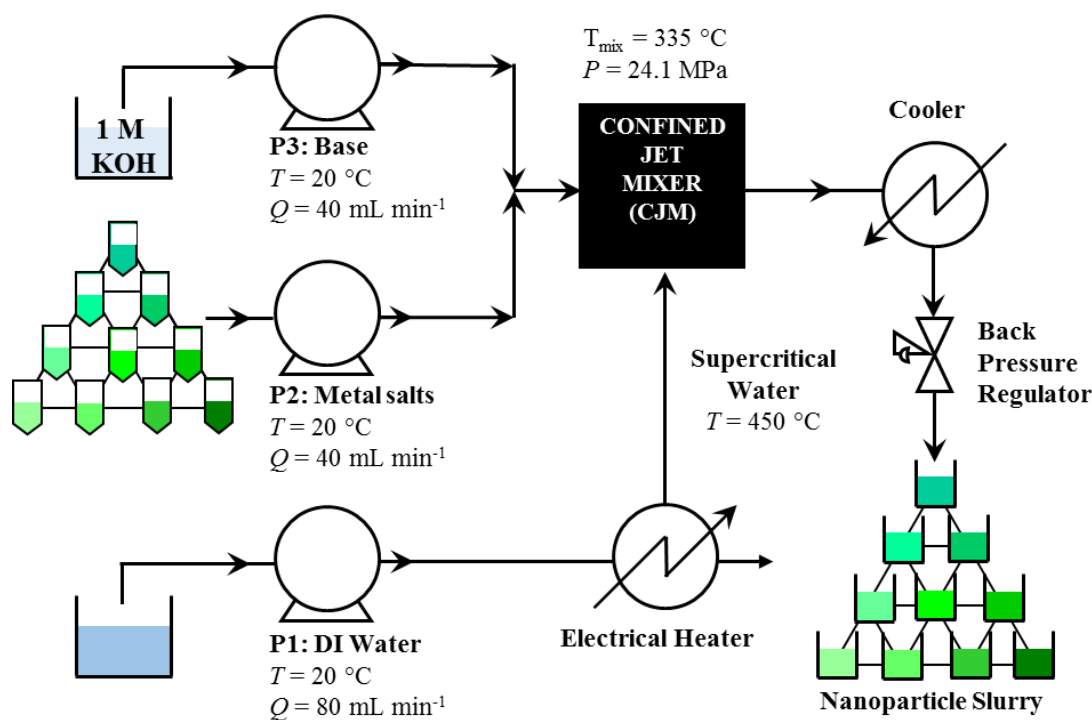 1 M
KOH
P3: Base
T = 20 °C
Q = 40 mL min⁻¹
T_mix = 335 °C
P = 24.1 MPa
CONFINED
JET
MIXER
(CJM)
Cooler
P2: Metal salts
T = 20 °C
Q = 40 mL min⁻¹
Supercritical
Water
T = 450 °C
Back
Pressure
Regulator
P1: DI Water
T = 20 °C
Q = 80 mL min⁻¹
Electrical Heater
Nanoparticle Slurry